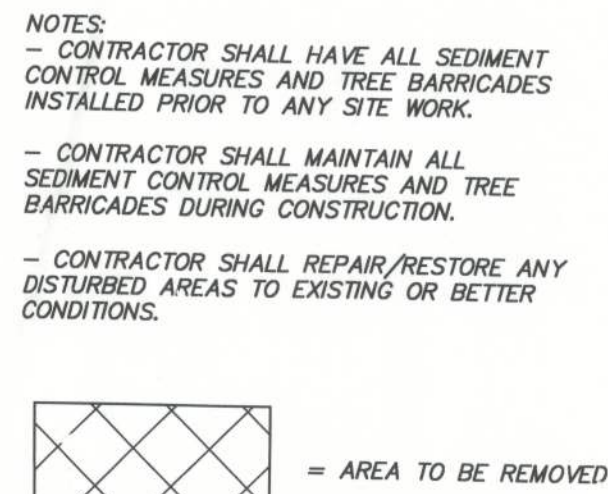 NOTES:
– CONTRACTOR SHALL HAVE ALL SEDIMENT
CONTROL MEASURES AND TREE BARRICADES
INSTALLED PRIOR TO ANY SITE WORK.
– CONTRACTOR SHALL MAINTAIN ALL
SEDIMENT CONTROL MEASURES AND TREE
BARRICADES DURING CONSTRUCTION.
– CONTRACTOR SHALL REPAIR/RESTORE ANY
DISTURBED AREAS TO EXISTING OR BETTER
CONDITIONS.
= AREA TO BE REMOVED